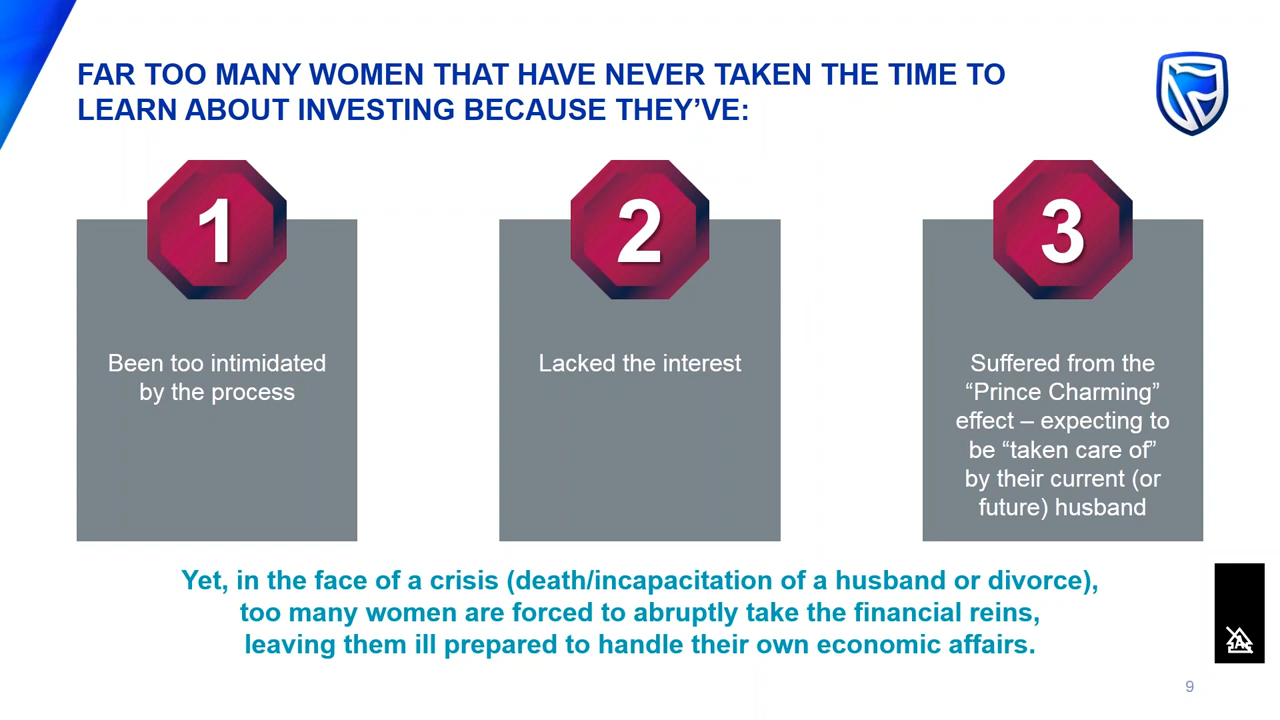 FAR TOO MANY WOMEN THAT HAVE NEVER TAKEN THE TIME TO
LEARN ABOUT INVESTING BECAUSE THEY’VE:
1
Been too intimidated
by the process
2
Lacked the interest
3
Suffered from the
“Prince Charming”
effect – expecting to
be “taken care of”
by their current (or
future) husband
Yet, in the face of a crisis (death/incapacitation of a husband or divorce),
too many women are forced to abruptly take the financial reins,
leaving them ill prepared to handle their own economic affairs.
9